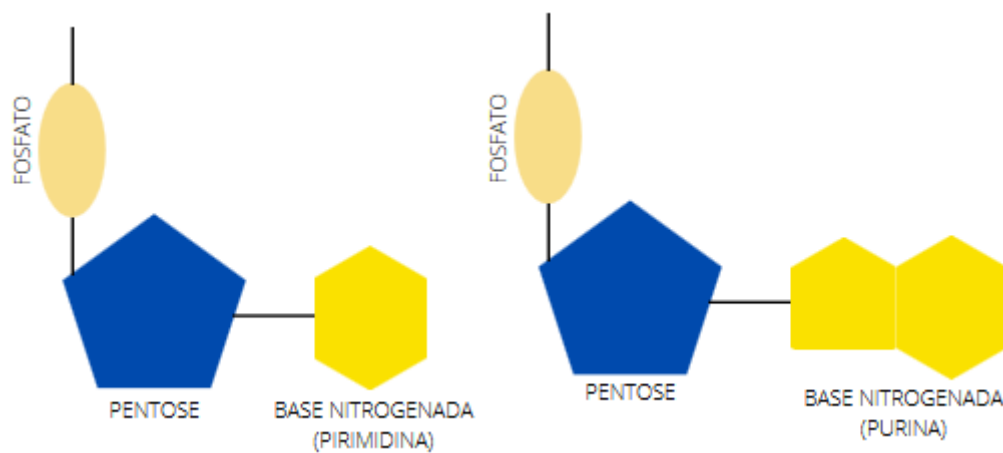 FOSFATO
PENTOSE
BASE NITROGENADA
(PIRIMIDINA)
FOSFATO
PENTOSE
BASE NITROGENADA
(PURINA)